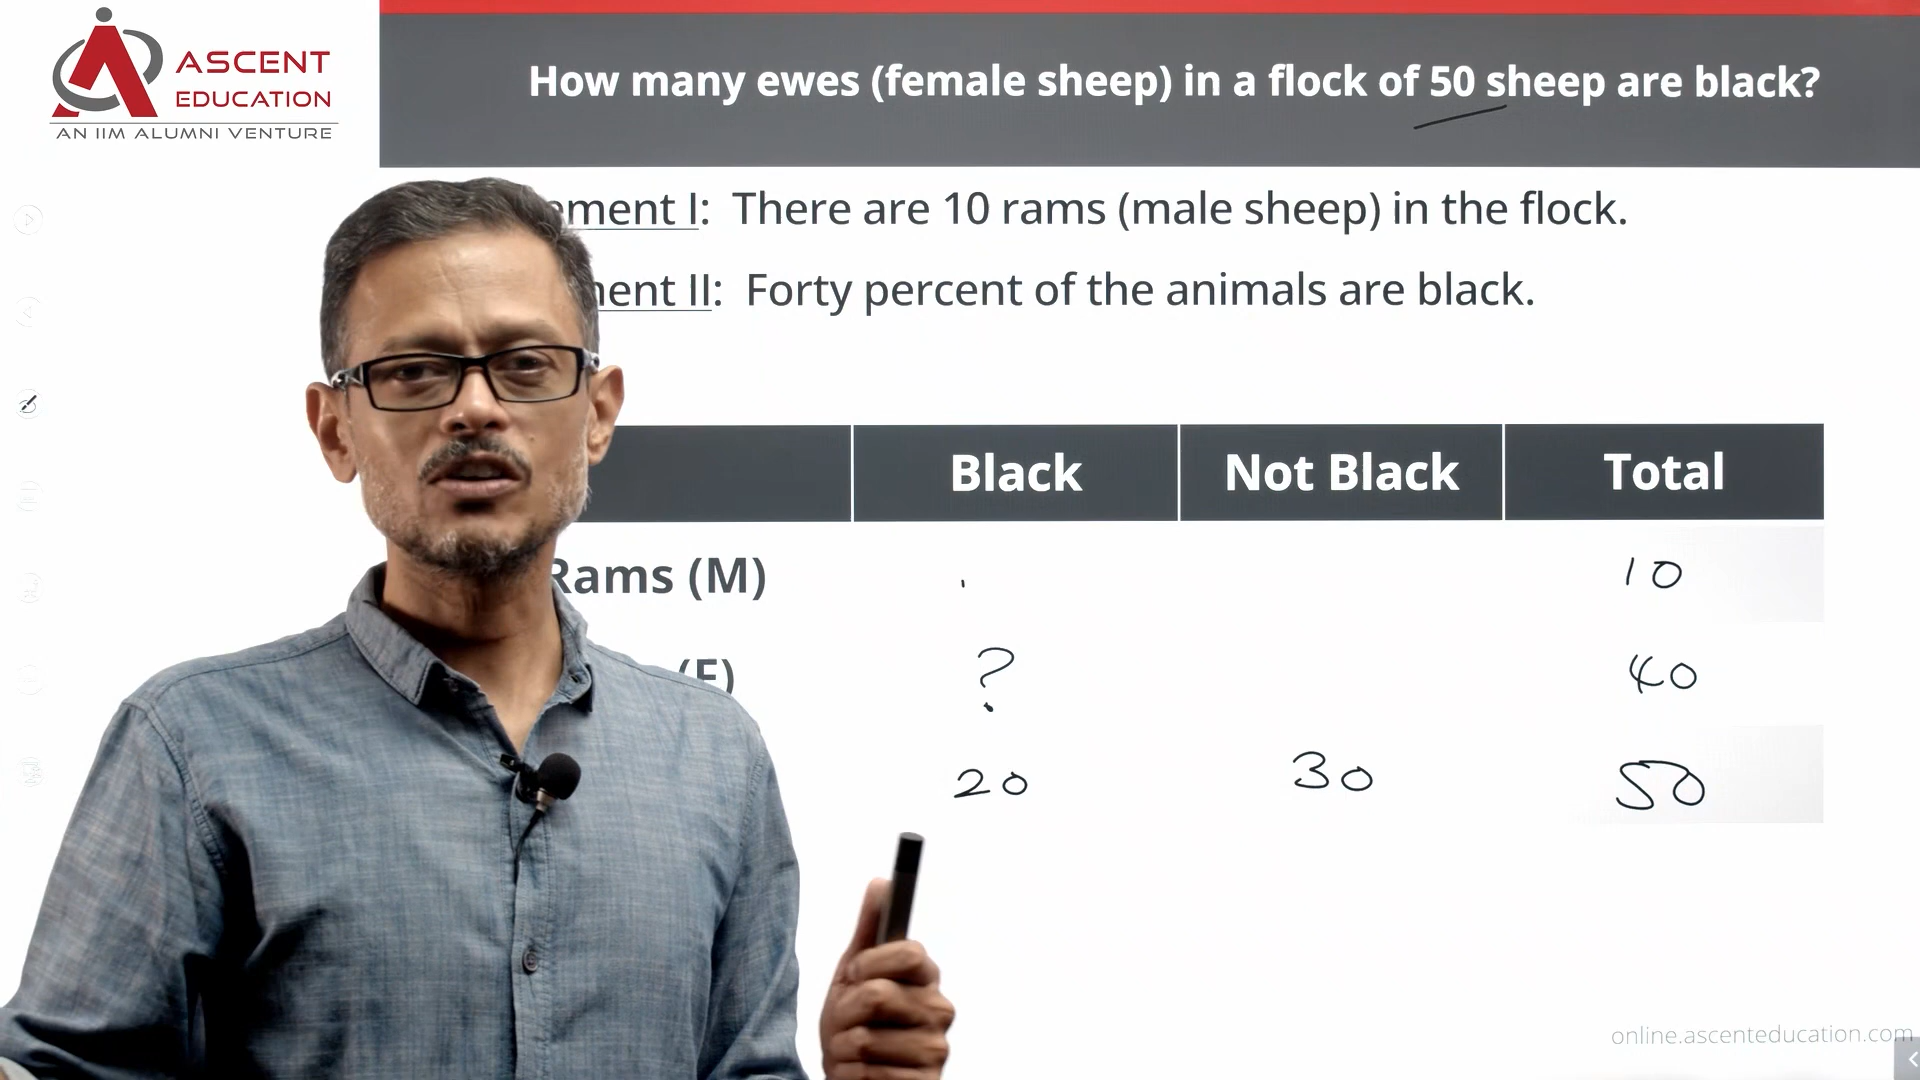 ASCENT
EDUCATION
AN IIM ALUMNI VENTURE
How many ewes (female sheep) in a flock of 50 sheep are black?
ement I: There are 10 rams (male sheep) in the flock.
ent II: Forty percent of the animals are black.
Black Not Black Total
Rams (M) 10
(F) ? 40
20 30 50
online.ascenteducation.com